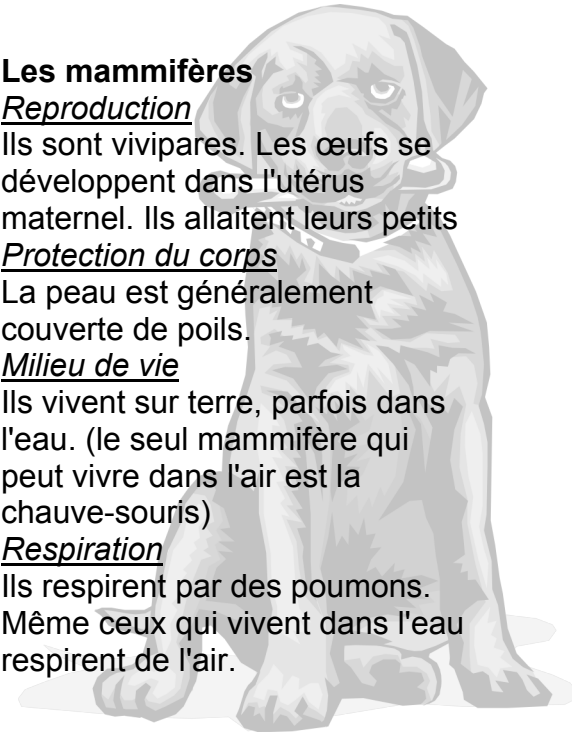 Les mammifères
Reproduction
Ils sont vivipares. Les œufs se
développent dans l'utérus
maternel. Ils allaitent leurs petits
Protection du corps
La peau est généralement
couverte de poils.
Milieu de vie
Ils vivent sur terre, parfois dans
l'eau. (le seul mammifère qui
peut vivre dans l'air est la
chauve-souris)
Respiration
Ils respirent par des poumons.
Même ceux qui vivent dans l'eau
respirent de l'air.